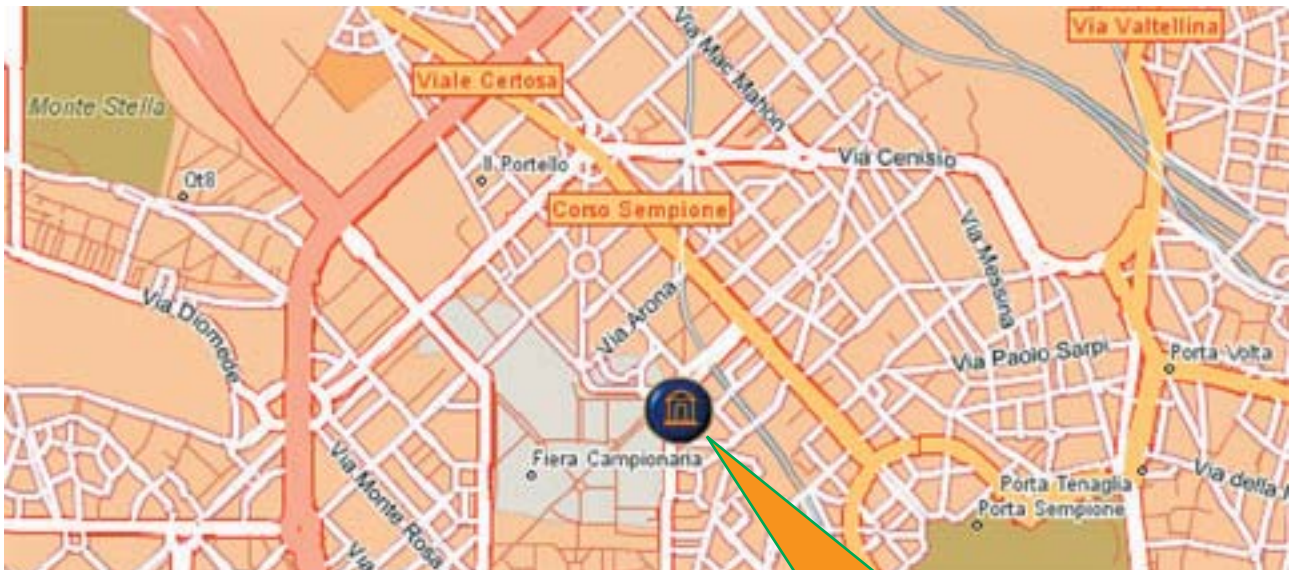 Via Valtellina
Via Mac Mahon
Viale Certosa
Monte Stella
Il Portello
Via Cenisio
Qt8
Corso Sempione
Via Messina
Via Diomede
Via Arona
Via Paolo Sarpi
Porta Volta
Fiera Campionaria
Via Monte Rosa
Porta Tenaglia
Via della
Porta Sempione
Via